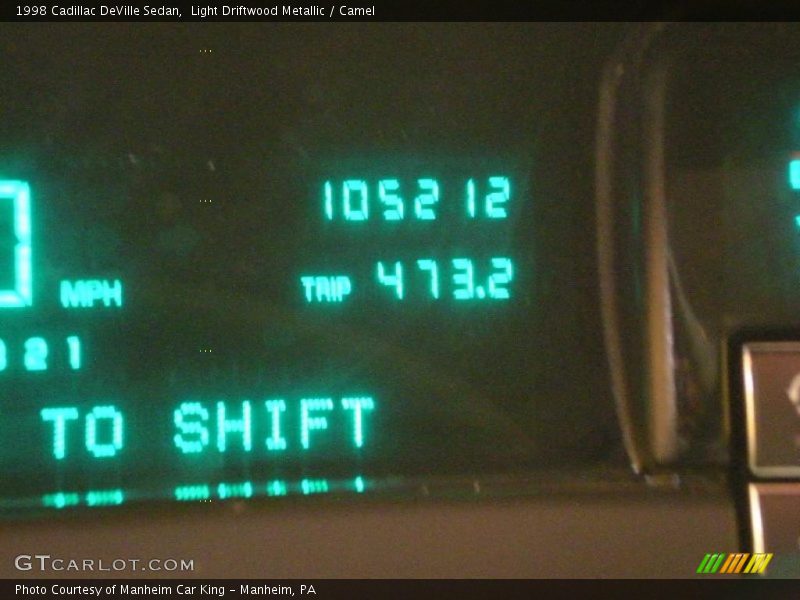 1998 Cadillac DeVille Sedan,  Light Driftwood Metallic / Camel
105212
MPH
TRIP 473.2
21
TO SHIFT
GTCARLOT.COM
Photo Courtesy of Manheim Car King – Manheim, PA